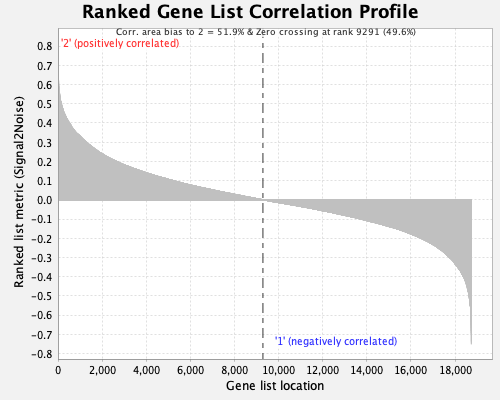 Ranked Gene List Correlation Profile
Corr. area bias to 2 = 51.9% & Zero crossing at rank 9291 (49.6%)
'2' (positively correlated)
0.8
0.7
0.6
0.5
0.4
0.3
0.2
0.1
0.0
-0.1
-0.2
-0.3
-0.4
-0.5
-0.6
-0.7
-0.8
Ranked list metric (Signal2Noise)
'1' (negatively correlated)
0 2,000 4,000 6,000 8,000 10,000 12,000 14,000 16,000 18,000
Gene list location